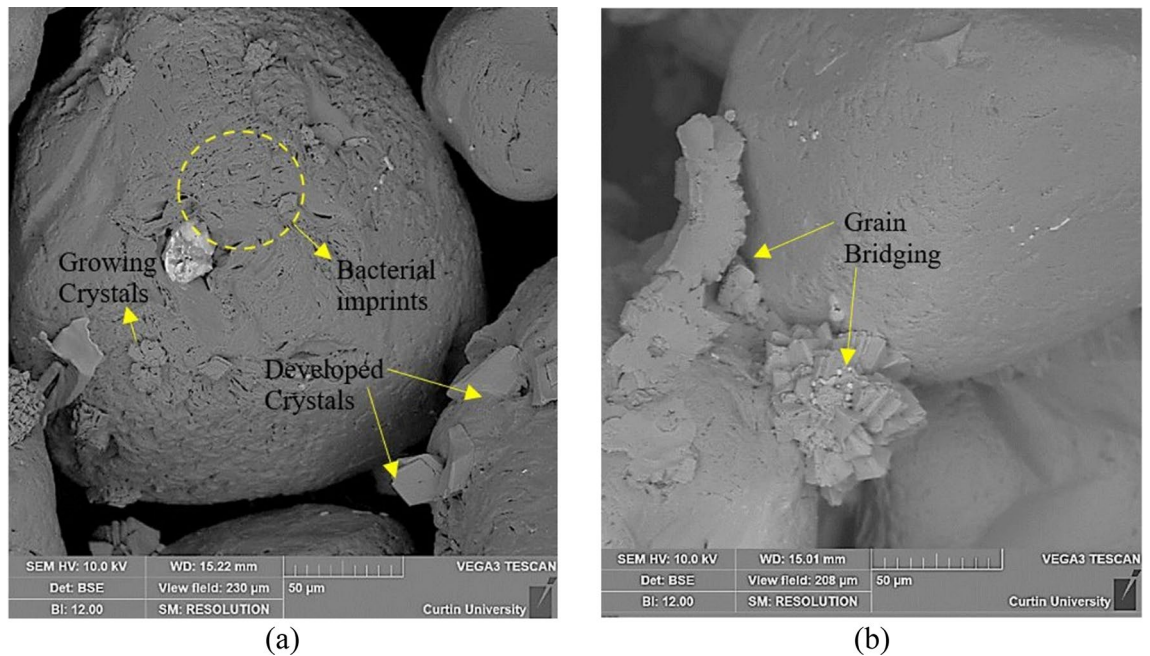 Growing
Crystals
Bacterial
imprints
Developed
Crystals
SEM HV: 10.0 kV WD: 15.22 mm VEGA3 TESCAN
Det: BSE View field: 230 µm 50 µm
BI: 12.00 SM: RESOLUTION Curtin University
(a)
Grain
Bridging
SEM HV: 10.0 kV WD: 15.01 mm VEGA3 TESCAN
Det: BSE View field: 208 µm 50 µm
BI: 12.00 SM: RESOLUTION Curtin University
(b)